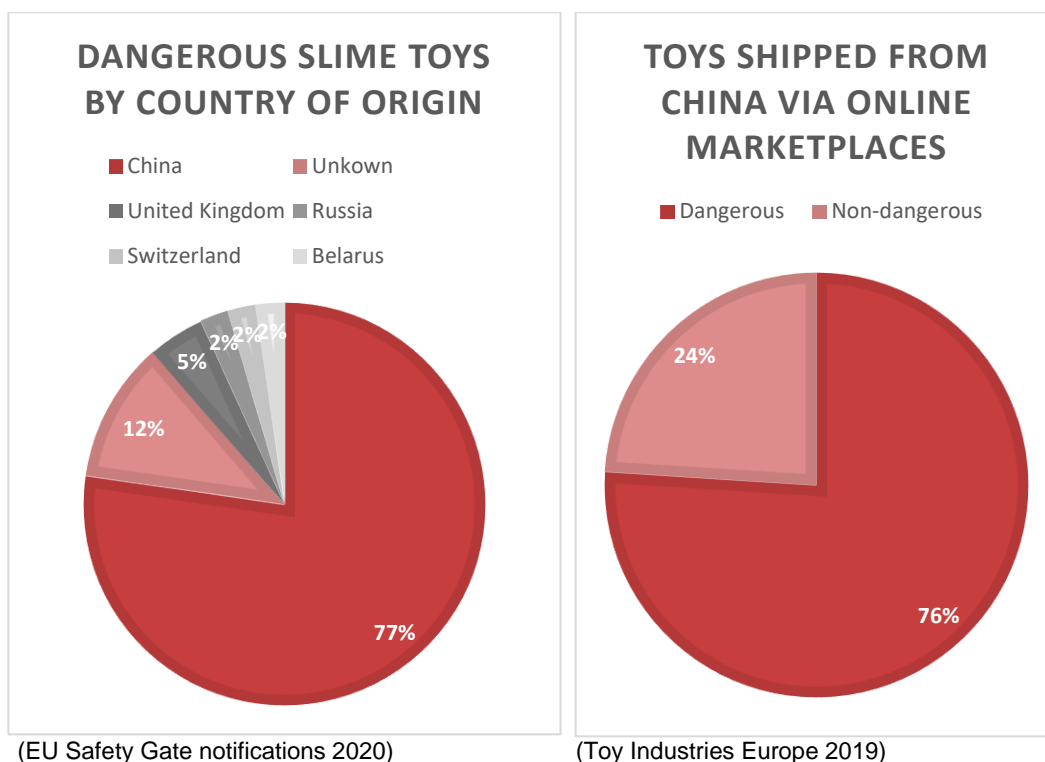 DANGEROUS SLIME TOYS
BY COUNTRY OF ORIGIN
China
Unkown
United Kingdom
Russia
Switzerland
Belarus
2%
2%
2%
5%
12%
77%
(EU Safety Gate notifications 2020)
TOYS SHIPPED FROM
CHINA VIA ONLINE
MARKETPLACES
Dangerous
Non-dangerous
24%
76%
(Toy Industries Europe 2019)